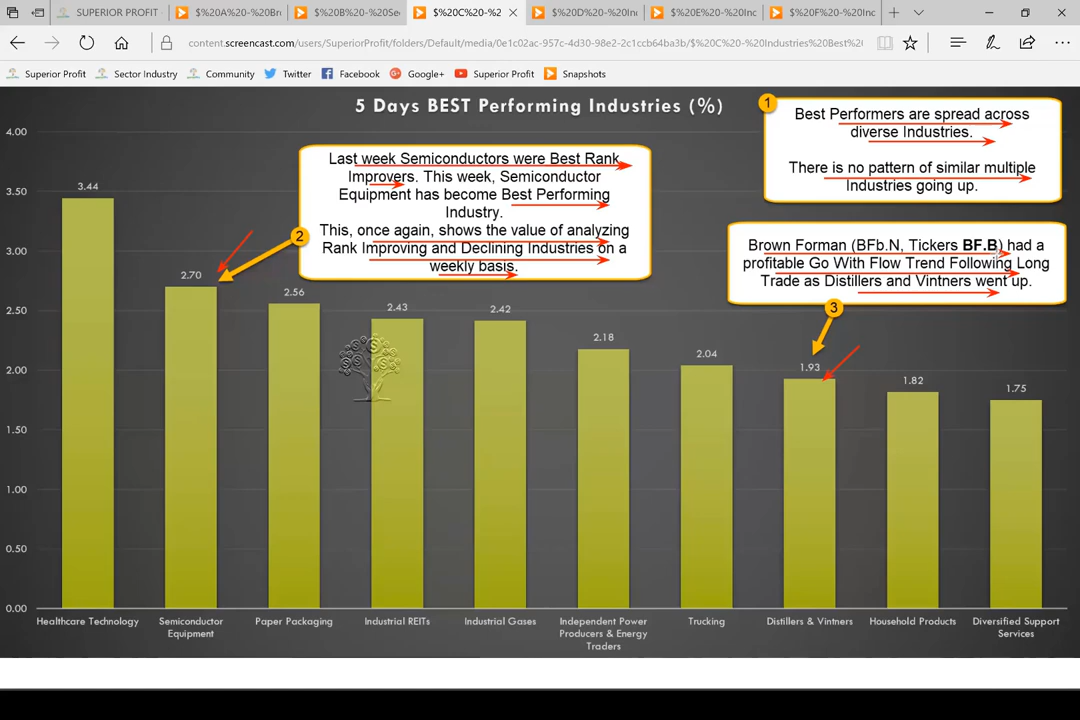 SUPERIOR PROFIT
$%20A%20-%20Br
$%20B%20-%20Se
$%20C%20-%2
$%20D%20-%20Inc
$%20E%20-%20Inc
$%20F%20-%20Inc
content.screencast.com/users/SuperiorProfit/folders/Default/media/0e1c02ac-957c-4d30-98e2-2c1ccb64ba3b/$%20C%20-%20Industries%20Best%20
Superior Profit
Sector Industry
Community
Twitter
Facebook
Google+
Superior Profit
Snapshots
5 Days BEST Performing Industries (%)
1
Best Performers are spread across
diverse Industries.
There is no pattern of similar multiple
Industries going up.
Last week Semiconductors were Best Rank
Improvers. This week, Semiconductor
Equipment has become Best Performing
Industry.
This, once again, shows the value of analyzing
Rank Improving and Declining Industries on a
weekly basis.
2
Brown Forman (BFb.N, Tickers BF.B) had a
profitable Go With Flow Trend Following Long
Trade as Distillers and Vintners went up.
3
4.00
3.50
3.00
2.50
2.00
1.50
1.00
0.50
0.00
3.44
2.70
2.56
2.43
2.42
2.18
2.04
1.93
1.82
1.75
Healthcare Technology
Semiconductor
Equipment
Paper Packaging
Industrial REITs
Industrial Gases
Independent Power
Producers & Energy
Traders
Trucking
Distillers & Vintners
Household Products
Diversified Support
Services